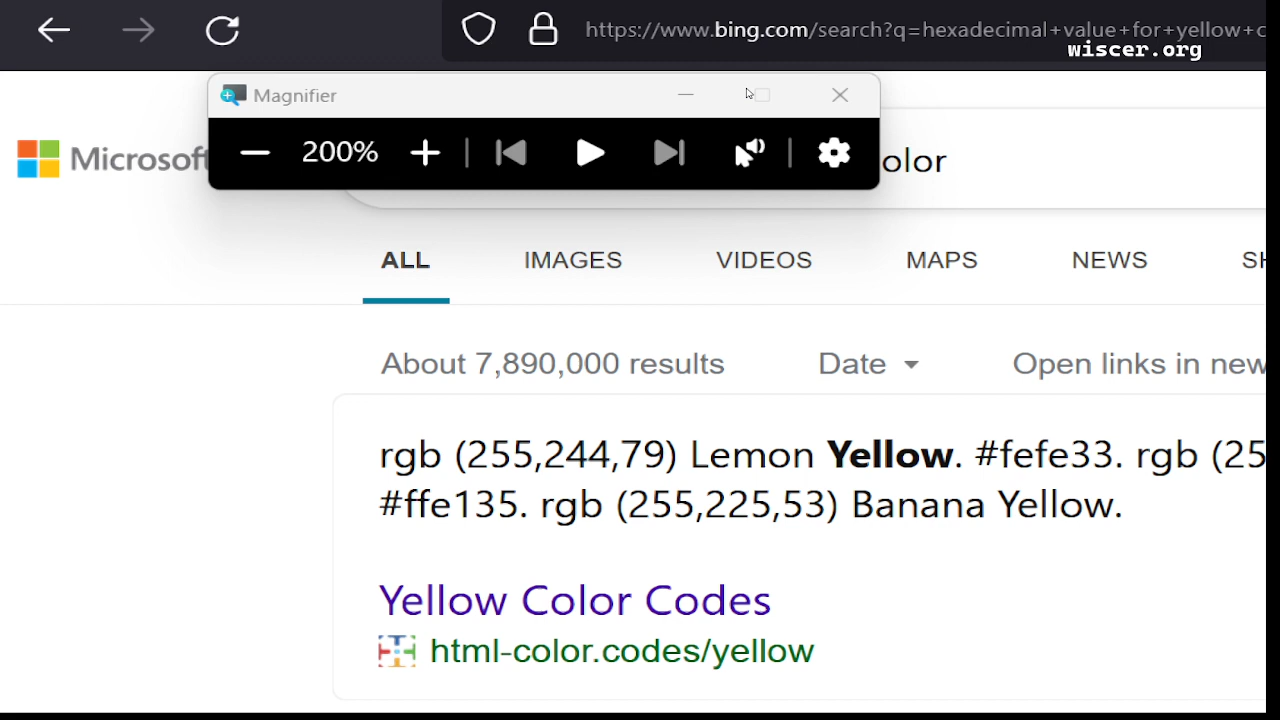 https://www.bing.com/search?q=hexadecimal+value+for+yellow+c
wiscer.org
Magnifier
Microsoft
200%
olor
ALL IMAGES VIDEOS MAPS NEWS SH
About 7,890,000 results Date Open links in new
rgb (255,244,79) Lemon Yellow. #fefe33. rgb (25
#ffe135. rgb (255,225,53) Banana Yellow.
Yellow Color Codes
html-color.codes/yellow